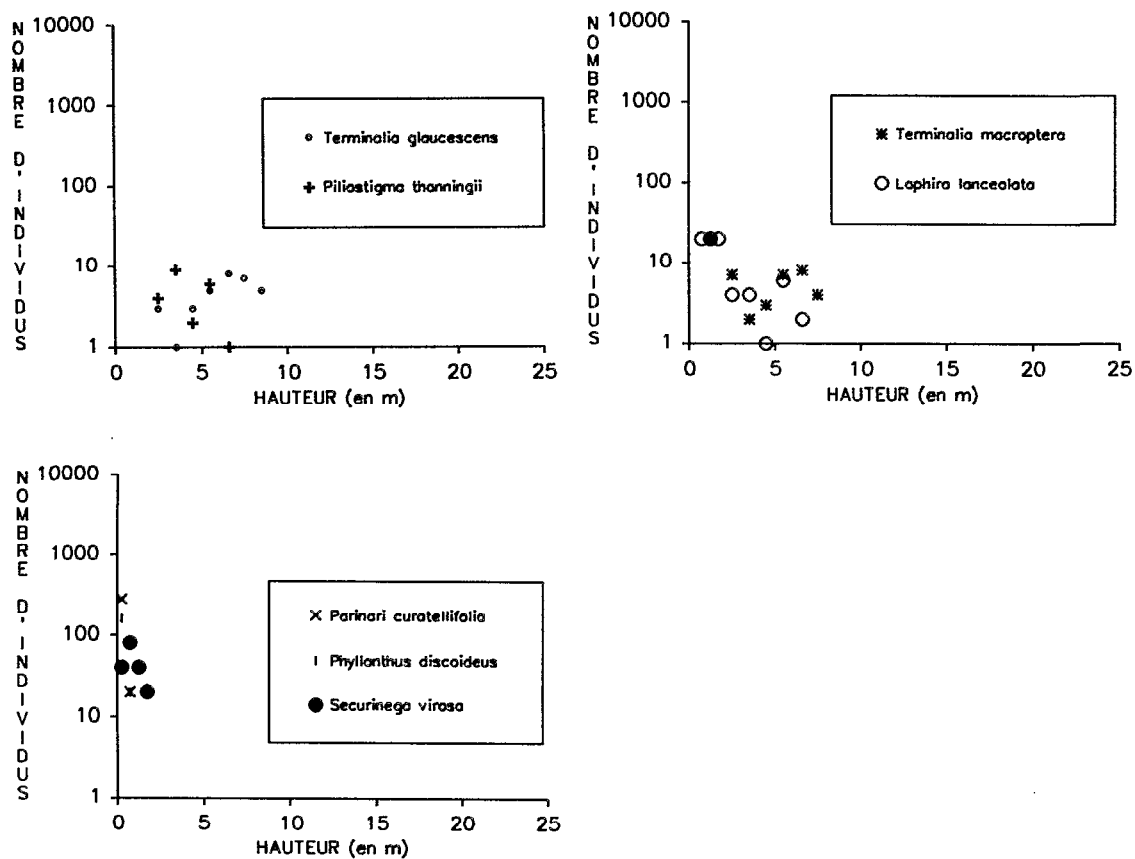 NOMBRE D'INDIVIDUS
10000
1000
100
10
1
Terminalia glaucescens
Piliostigma thonningii
0 5 10 15 20 25
HAUTEUR (en m)
NOMBRE D'INDIVIDUS
10000
1000
100
10
1
Terminalia macroptera
Lophira lanceolata
0 5 10 15 20 25
HAUTEUR (en m)
NOMBRE D'INDIVIDUS
10000
1000
100
10
1
Parinari curatellifolia
Phyllanthus discoideus
Securinega virosa
0 5 10 15 20 25
HAUTEUR (en m)